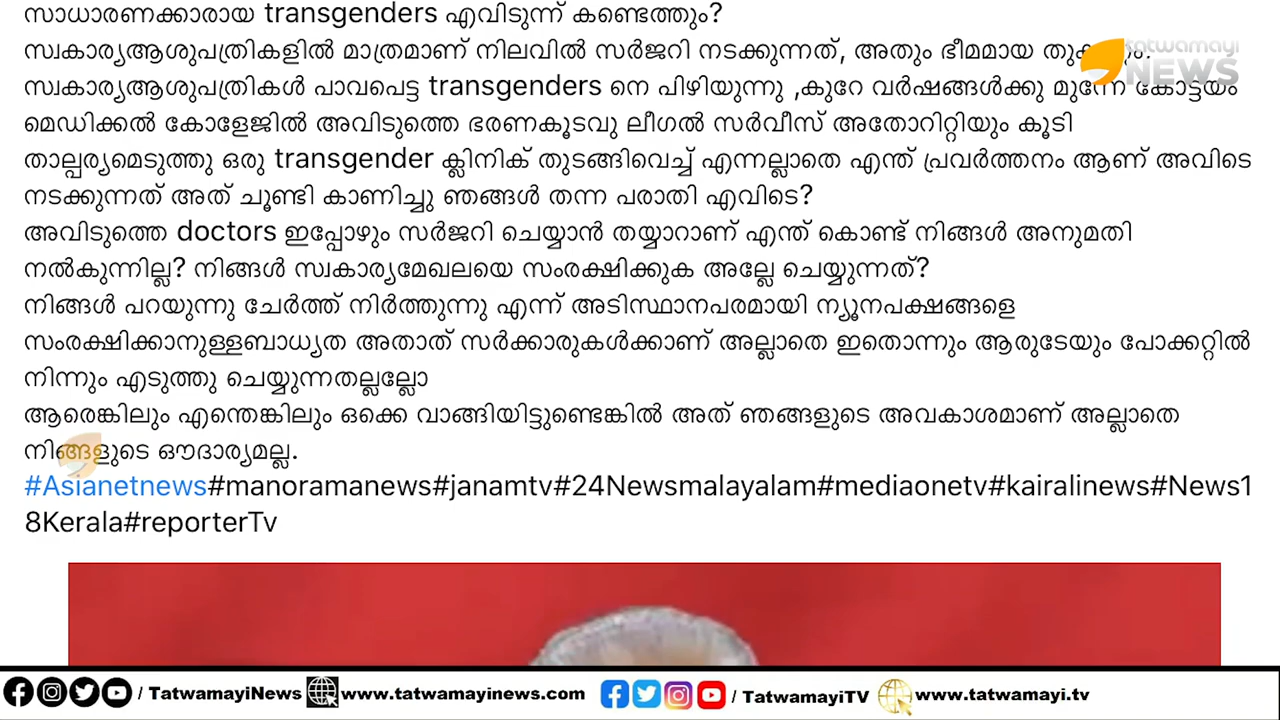 സാധാരണക്കാരായ transgenders എവിടുന്ന് കണ്ടെത്തും?
സ്വകാര്യആശുപത്രികളിൽ മാത്രമാണ് നിലവിൽ സർജറി നടക്കുന്നത്, അതും ഭീമമായ
tatwamayi
NEWS
സ്വകാര്യആശുപത്രികൾ പാവപെട്ട transgenders നെ പിഴിയുന്നു ,കുറേ വർഷങ്ങൾക്കു മുന്നേ കോട്ടയം
മെഡിക്കൽ കോളേജിൽ അവിടുത്തെ ഭരണകൂടവു ലീഗൽ സർവീസ് അതോറിറ്റിയും കൂടി
താല്പര്യമെടുത്തു ഒരു transgender ക്ലിനിക് തുടങ്ങിവെച്ച് എന്നല്ലാതെ എന്ത് പ്രവർത്തനം ആണ് അവിടെ
നടക്കുന്നത് അത് ചൂണ്ടി കാണിച്ചു ഞങ്ങൾ തന്ന പരാതി എവിടെ?
അവിടുത്തെ doctors ഇപ്പോഴും സർജറി ചെയ്യാൻ തയ്യാറാണ് എന്ത് കൊണ്ട് നിങ്ങൾ അനുമതി
നൽകുന്നില്ല? നിങ്ങൾ സ്വകാര്യമേഖലയെ സംരക്ഷിക്കുക അല്ലേ ചെയ്യുന്നത്?
നിങ്ങൾ പറയുന്നു ചേർത്ത് നിർത്തുന്നു എന്ന് അടിസ്ഥാനപരമായി ന്യൂനപക്ഷങ്ങളെ
സംരക്ഷിക്കാനുള്ളബാധ്യത അതാത് സർക്കാരുകൾക്കാണ് അല്ലാതെ ഇതൊന്നും ആരുടേയും പോക്കറ്റിൽ
നിന്നും എടുത്തു ചെയ്യുന്നതല്ലല്ലോ
ആരെങ്കിലും എന്തെങ്കിലും ഒക്കെ വാങ്ങിയിട്ടുണ്ടെങ്കിൽ അത് ഞങ്ങളുടെ അവകാശമാണ് അല്ലാതെ
നിങ്ങളുടെ ഔദാര്യമല്ല.
#Asianetnews#manoramanews#janamtv#24Newsmalayalam#mediaonetv#kairalinews#News1
8Kerala#reporterTv
/ TatwamayiNews www.tatwamayinews.com / TatwamayiTV www.tatwamayi.tv